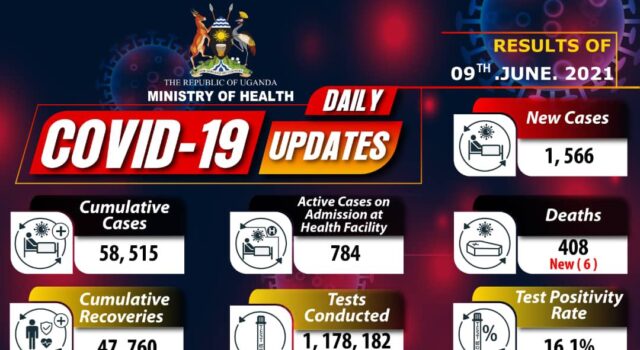 RESULTS OF
09TH.JUNE. 2021
THE REPUBLIC OF UGANDA
MINISTRY OF HEALTH
DAILY
COVID-19
UPDATES
New Cases
1, 566
Cumulative
Cases
58, 515
Active Cases on
Admission at
Health Facility
784
Deaths
408
New ( 6 )
Cumulative
Recoveries
47, 760
Tests
Conducted
1, 178, 182
Test Positivity
Rate
%
16.1%